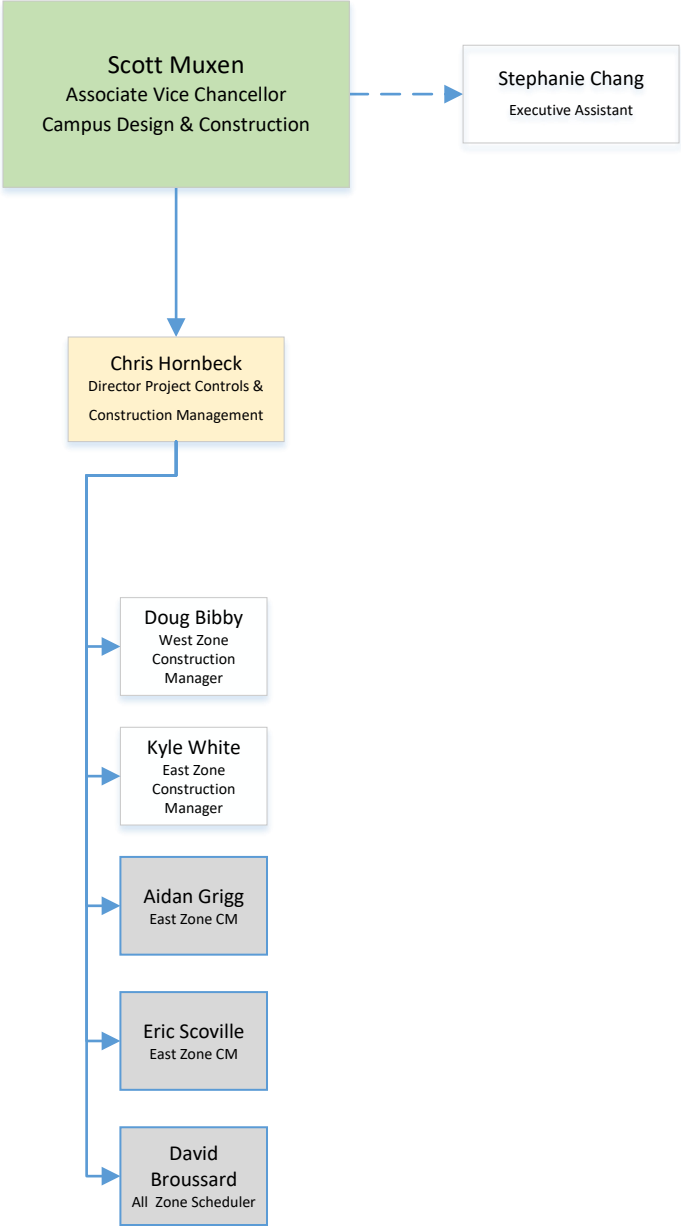 Scott Muxen
Associate Vice Chancellor
Campus Design & Construction
Stephanie Chang
Executive Assistant
Chris Hornbeck
Director Project Controls &
Construction Management
Doug Bibby
West Zone
Construction
Manager
Kyle White
East Zone
Construction
Manager
Aidan Grigg
East Zone CM
Eric Scoville
East Zone CM
David
Broussard
All  Zone Scheduler